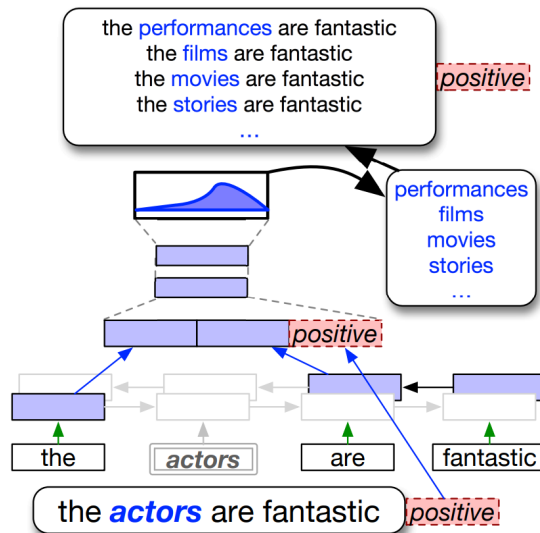 the performances are fantastic
the films are fantastic
the movies are fantastic
the stories are fantastic
...
positive
performances
films
movies
stories
...
positive
the
actors
are
fantastic
the actors are fantastic
positive